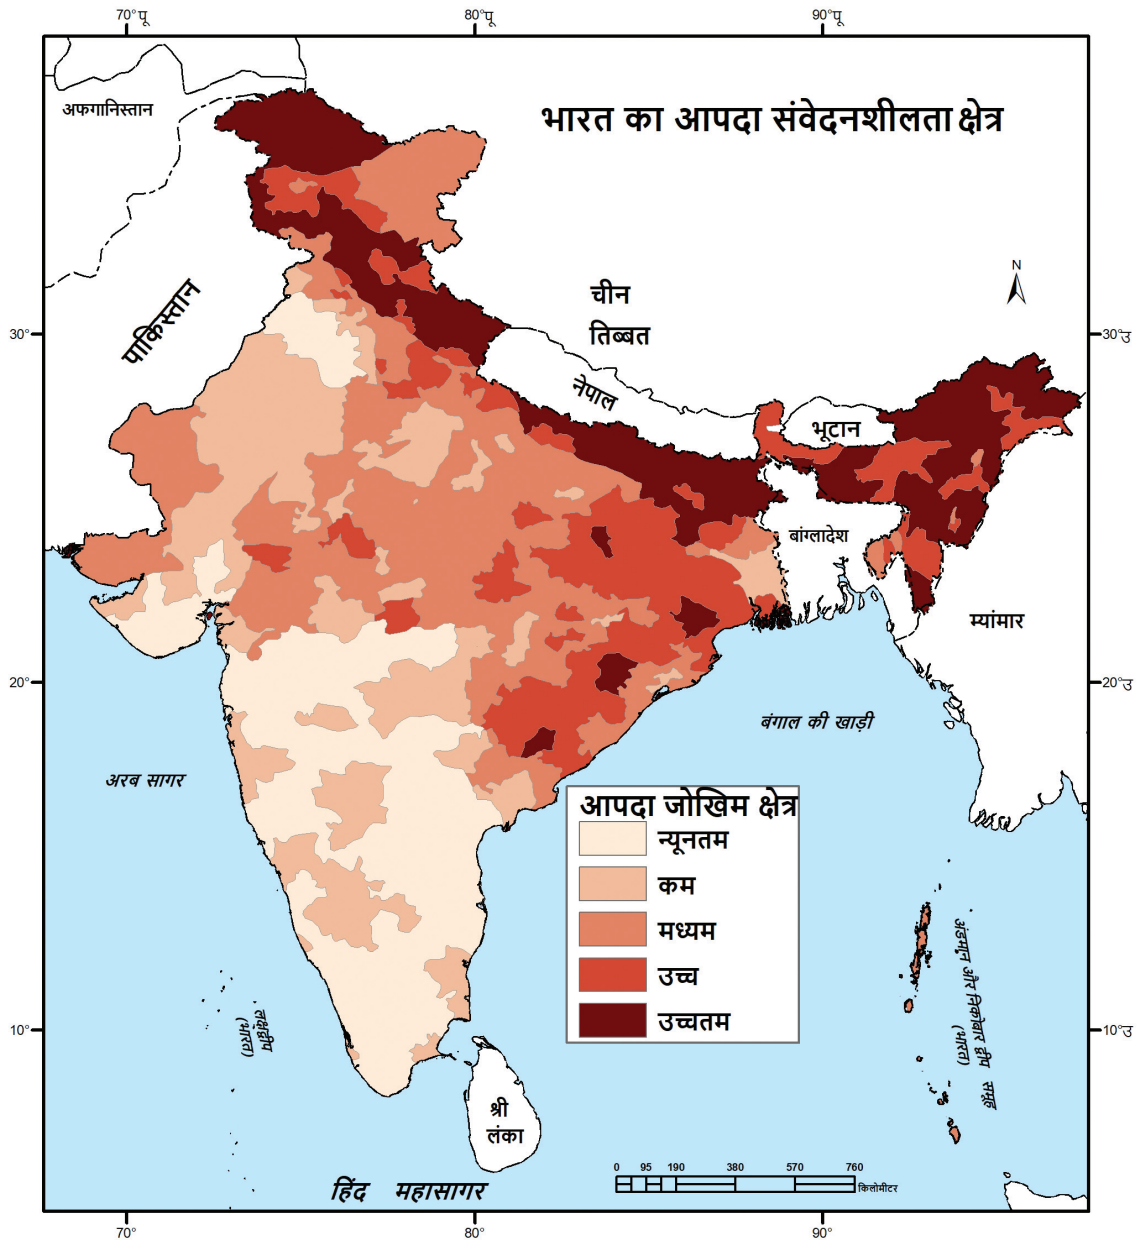 70°पू 80°पू 90°पू
भारत का आपदा संवेदनशीलता क्षेत्र
अफगानिस्तान
N
पाकिस्तान
चीन
तिब्बत
30° 30°उ
नेपाल
भूटान
बांग्लादेश
म्यांमार
20° 20°उ
बंगाल की खाड़ी
अरब सागर
आपदा जोखिम क्षेत्र
न्यूनतम
कम
मध्यम
उच्च
उच्चतम
अंडमान और निकोबार द्वीप समूह
(भारत)
लक्षद्वीप
(भारत)
10° 10°उ
श्री
लंका
हिंद महासागर
0 95 190 380 570 760
किलोमीटर
70° 80° 90°